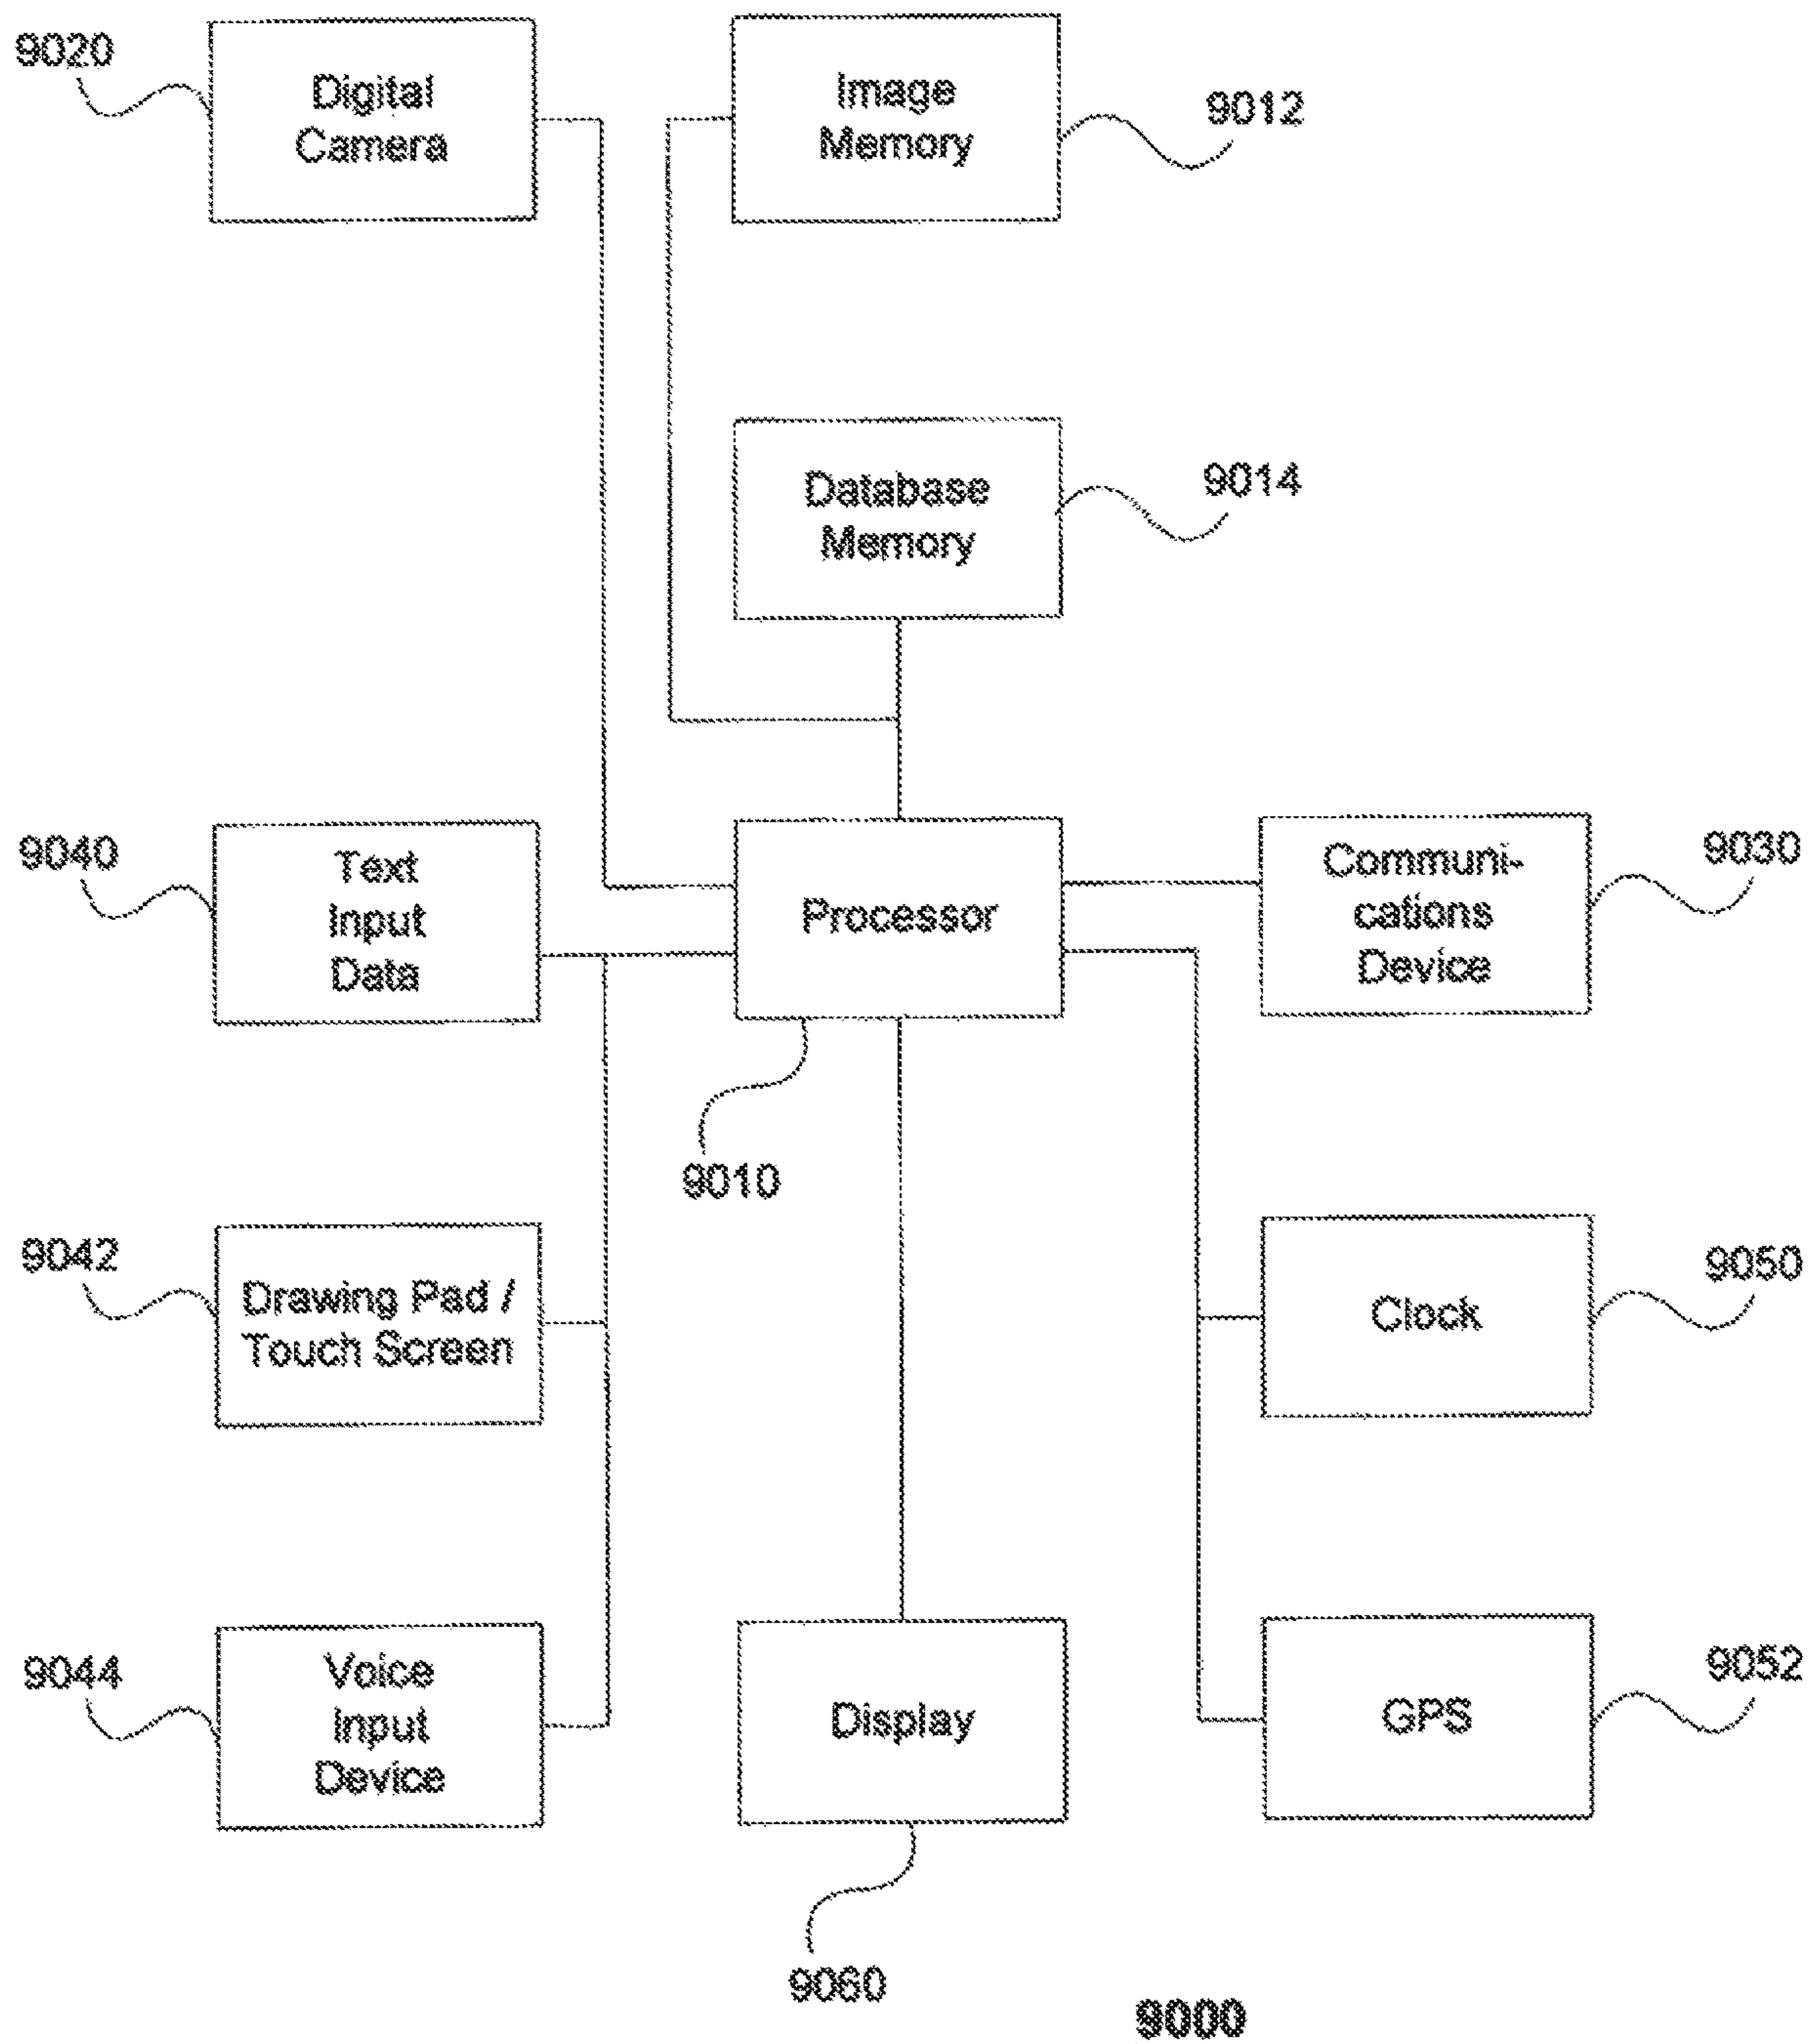 9020
Digital
Camera
Image
Memory
9012
Database
Memory
9014
9040
Text
Input
Data
Processor
9010
Communi-
cations
Device
9030
9042
Drawing Pad /
Touch Screen
Clock
9050
9044
Voice
Input
Device
Display
9060
GPS
9052
9000